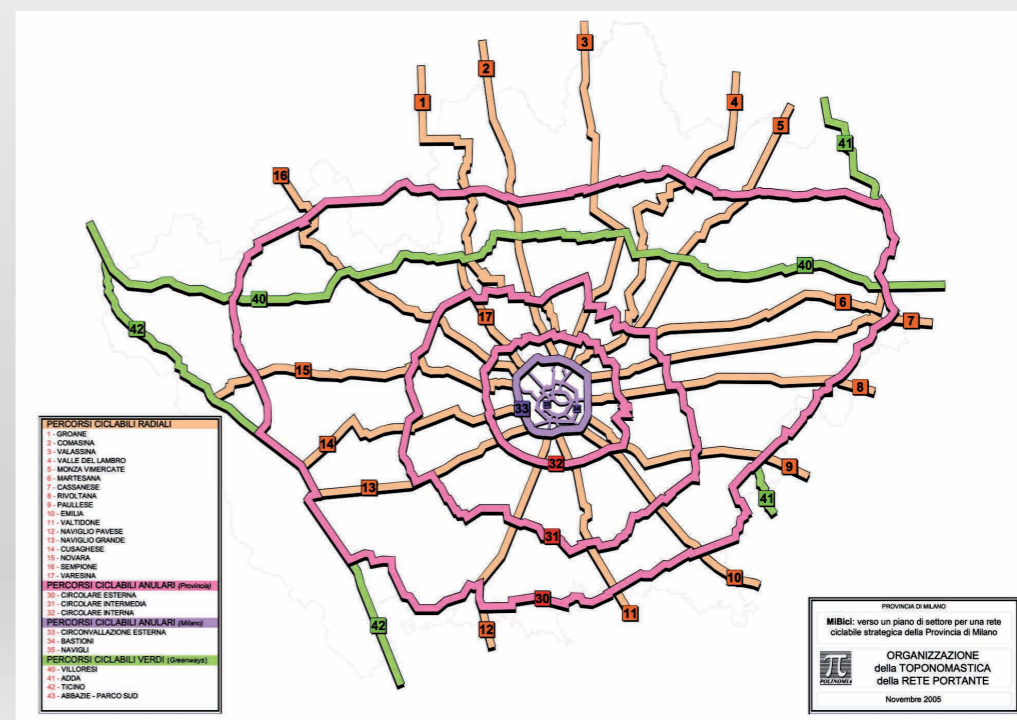 1
2
3
4
5
41
16
40
40
42
6
7
17
15
8
33
34
14
32
9
13
41
31
10
30
11
42
12
PERCORSI CICLABILI RADIALI
1 - GROANE
2 - COMASINA
3 - VALASSINA
4 - VALLE DEL LAMBRO
5 - MONZA VIMERCATE
6 - MARTESANA
7 - CASSANESE
8 - RIVOLTANA
9 - PAULLESE
10 - EMILIA
11 - VALTIDONE
12 - NAVIGLIO PAVESE
13 - NAVIGLIO GRANDE
14 - CUSAGHESE
15 - NOVARA
16 - SEMPIONE
17 - VARESINA
PERCORSI CICLABILI ANULARI (Provincia)
30 - CIRCOLARE ESTERNA
31 - CIRCOLARE INTERMEDIA
32 - CIRCOLARE INTERNA
PERCORSI CICLABILI ANULARI (Milano)
33 - CIRCONVALLAZIONE ESTERNA
34 - BASTIONI
35 - NAVIGLI
PERCORSI CICLABILI VERDI (Greenways)
40 - VILLORESI
41 - ADDA
42 - TICINO
43 - ABBAZIE - PARCO SUD
PROVINCIA DI MILANO
MiBici: verso un piano di settore per una rete
ciclabile strategica della Provincia di Milano
POLINOMIA
ORGANIZZAZIONE
della TOPONOMASTICA
della RETE PORTANTE
Novembre 2005